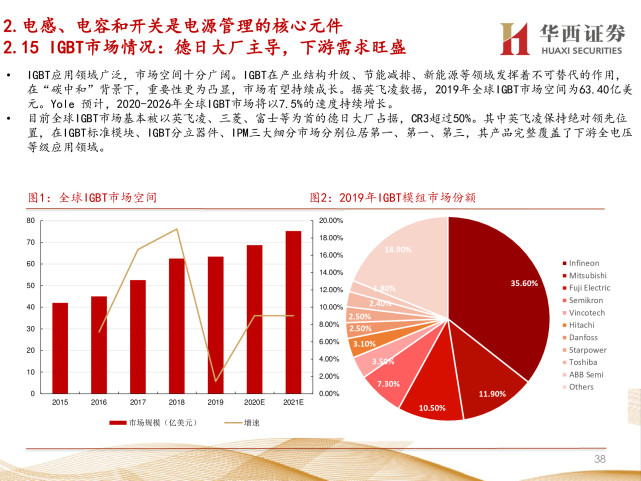 2.电感、电容和开关是电源管理的核心元件
2.15 IGBT市场情况：德日大厂主导，下游需求旺盛
华西证券
HUAXI SECURITIES
• IGBT应用领域广泛，市场空间十分广阔。IGBT在产业结构升级、节能减排、新能源等领域发挥着不可替代的作用，
在“碳中和”背景下，重要性更为凸显，市场有望持续成长。据英飞凌数据，2019年全球IGBT市场空间为63.40亿美
元。Yole 预计，2020-2026年全球IGBT市场将以7.5%的速度持续增长。
• 目前全球IGBT市场基本被以英飞凌、三菱、富士等为首的德日大厂占据，CR3超过50%。其中英飞凌保持绝对领先位
置，在IGBT标准模块、IGBT分立器件、IPM三大细分市场分别位居第一、第一、第三，其产品完整覆盖了下游全电压
等级应用领域。
图1：全球IGBT市场空间
80
70
60
50
40
30
20
10
0
20.00%
18.00%
16.00%
14.00%
12.00%
10.00%
8.00%
6.00%
4.00%
2.00%
0.00%
2015 2016 2017 2018 2019 2020E 2021E
市场规模（亿美元） 增速
图2：2019年IGBT模组市场份额
35.60%
11.90%
10.50%
7.30%
3.50%
3.10%
2.50%
2.50%
2.40%
18.80%
Infineon
Mitsubishi
Fuji Electric
Semikron
Vincotech
Hitachi
Danfoss
Starpower
Toshiba
ABB Semi
Others
38